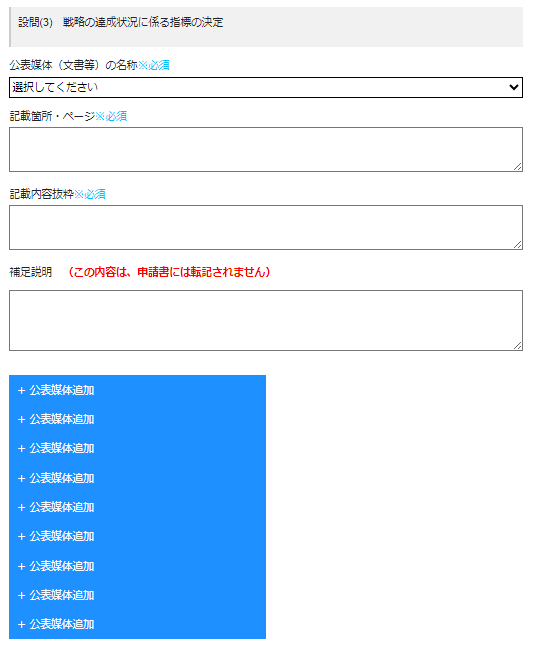 設問(3)　戦略の達成状況に係る指標の決定
公表媒体（文書等）の名称※必須
選択してください
記載箇所・ページ※必須
記載内容抜粋※必須
補足説明　（この内容は、申請書には転記されません）
+ 公表媒体追加
+ 公表媒体追加
+ 公表媒体追加
+ 公表媒体追加
+ 公表媒体追加
+ 公表媒体追加
+ 公表媒体追加
+ 公表媒体追加
+ 公表媒体追加